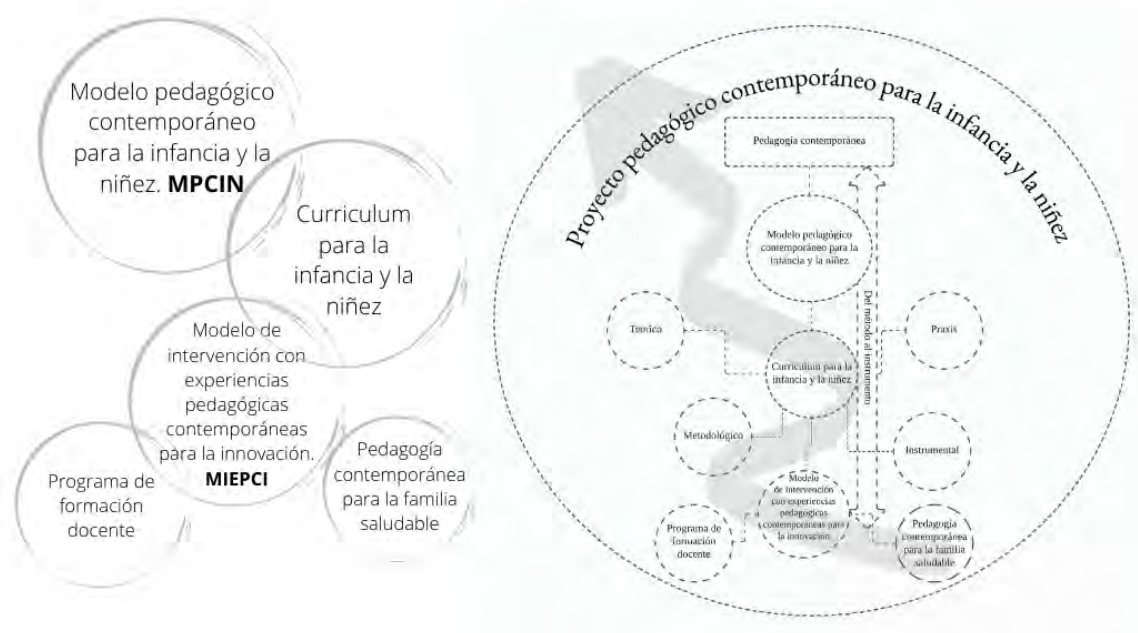 Modelo pedagógico
contemporáneo
para la infancia y la
niñez. MPCIN
Curriculum
para la
infancia y la
niñez
Modelo de
intervención con
experiencias
pedagógicas
contemporáneas
para la innovación.
MIEPCI
Programa de
formación
docente
Pedagogía
contemporánea
para la familia
saludable
Proyecto pedagógico contemporáneo para la infancia y la niñez
Pedagogía contemporánea
Modelo pedagógico
contemporáneo para la
infancia y la niñez
Del método al instrumento
Teórica
Praxis
Curriculum para la
infancia y la niñez
Metodológico
Instrumental
Modelo
de intervención
con experiencias
pedagógicas
contemporáneas para
la innovación
Programa de
formación
docente
Pedagogía
contemporánea
para la familia
saludable